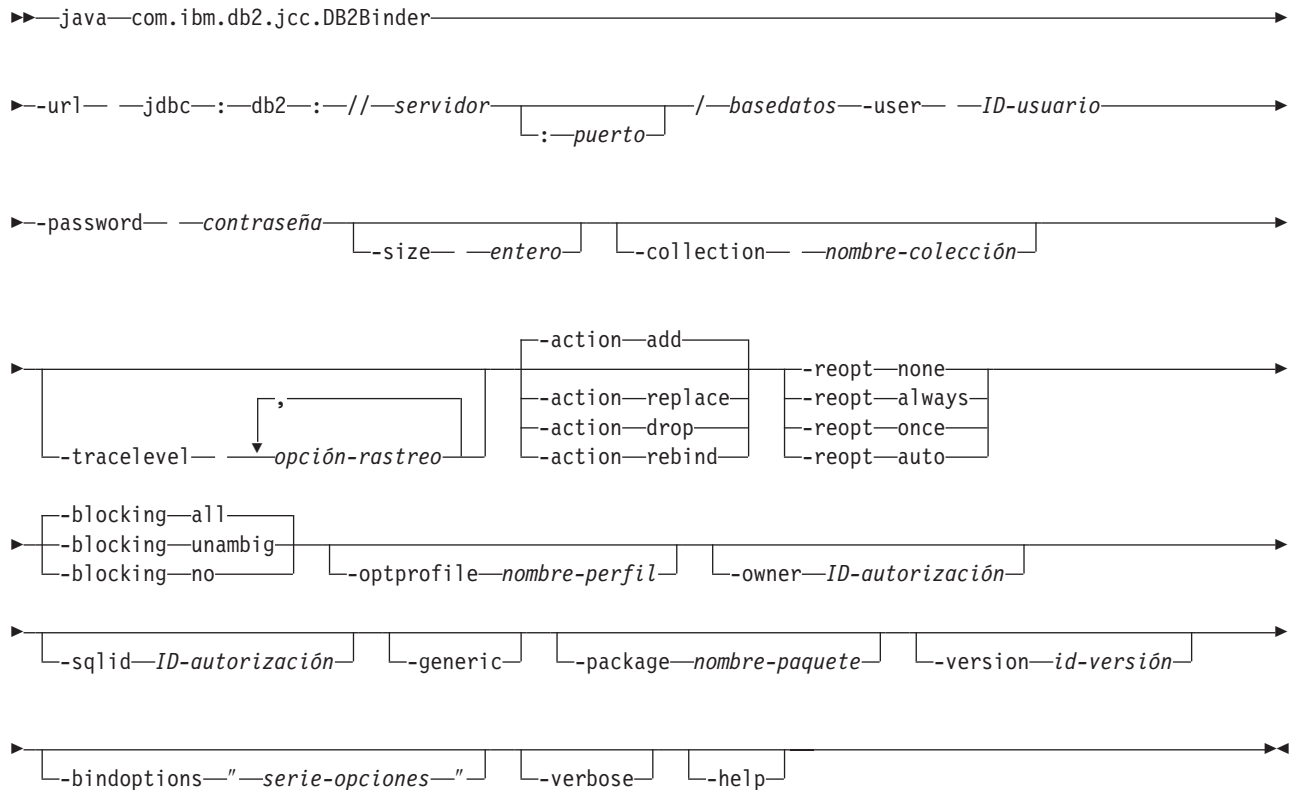 java com.ibm.db2.jcc.DB2Binder
-url jdbc : db2 : // servidor / basedatos -user ID-usuario
: puerto
-password contraseña
-size entero -collection nombre-colección
-action add
-reopt none
, -action replace -reopt always
-action drop -reopt once
-tracelevel opción-rastreo -action rebind -reopt auto
-blocking all
-blocking unambig
-blocking no -optprofile nombre-perfil -owner ID-autorización
-sqlid ID-autorización -generic -package nombre-paquete -version id-versión
-bindoptions " serie-opciones " -verbose -help